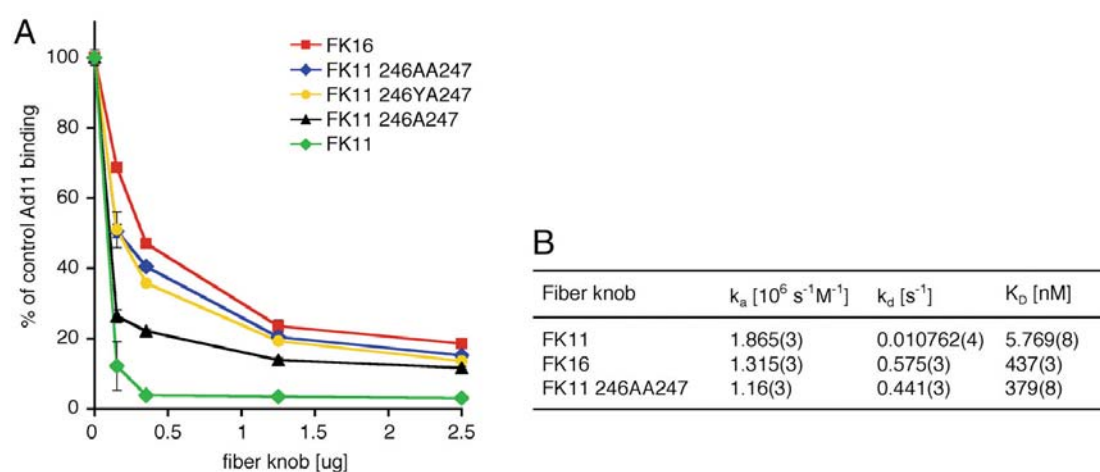 A
% of control Ad11 binding
100
80
60
40
20
0
0 0.5 1 1.5 2 2.5
fiber knob [ug]
FK16
FK11 246AA247
FK11 246YA247
FK11 246A247
FK11
B
Fiber knob kₐ [10⁶ s⁻¹M⁻¹] k_d [s⁻¹] K_D [nM]
FK11 1.865(3) 0.010762(4) 5.769(8)
FK16 1.315(3) 0.575(3) 437(3)
FK11 246AA247 1.16(3) 0.441(3) 379(8)